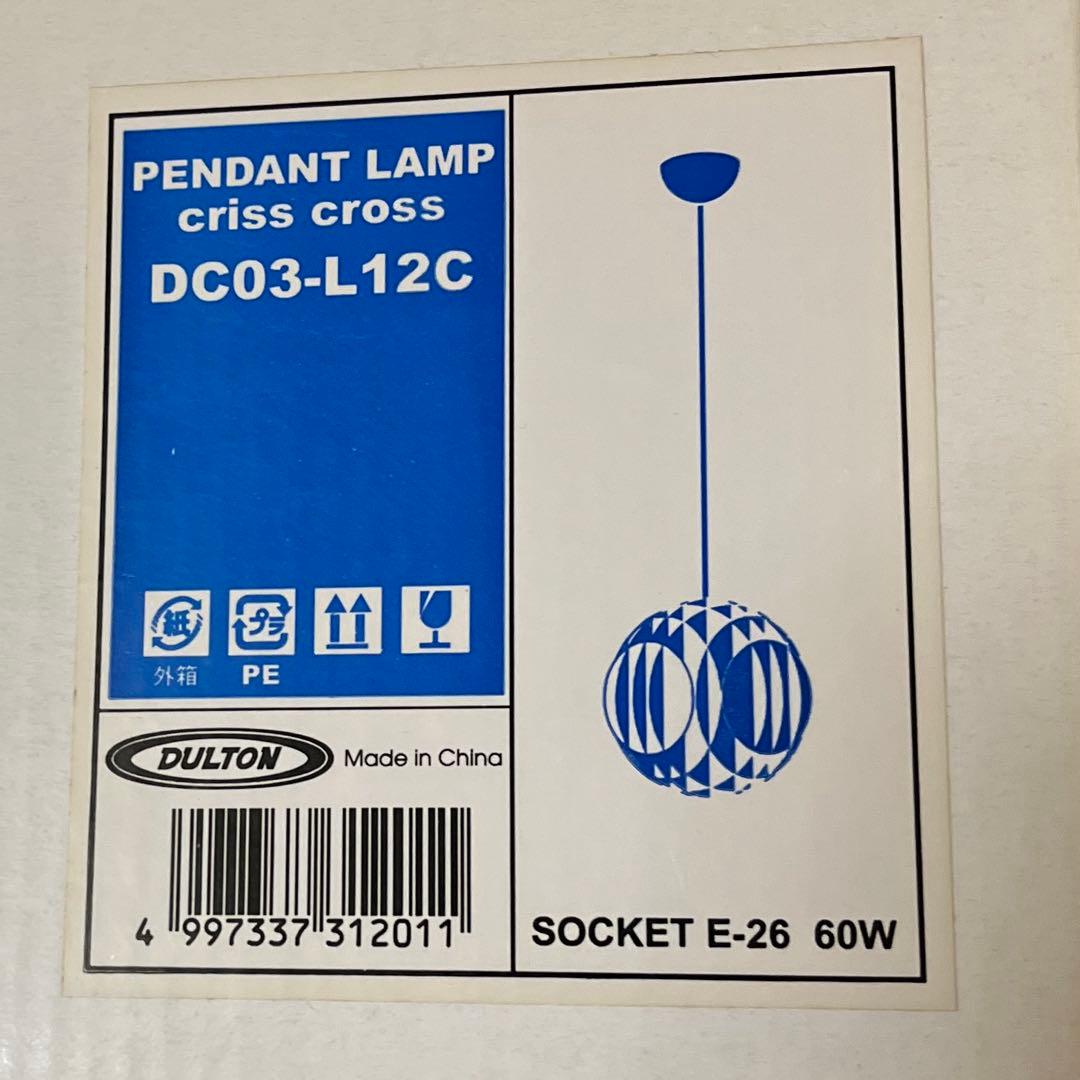 PENDANT LAMP
criss cross
DC03-L12C
紙
プラ
外箱
PE
DULTON
Made in China
4 997337 312011
SOCKET E-26 60W